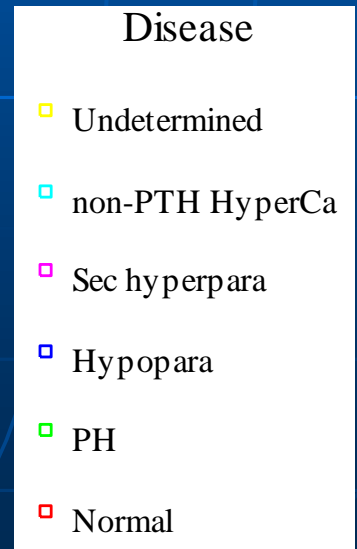 Disease
Undetermined
non-PTH HyperCa
Sec hyperpara
Hypopara
PH
Normal